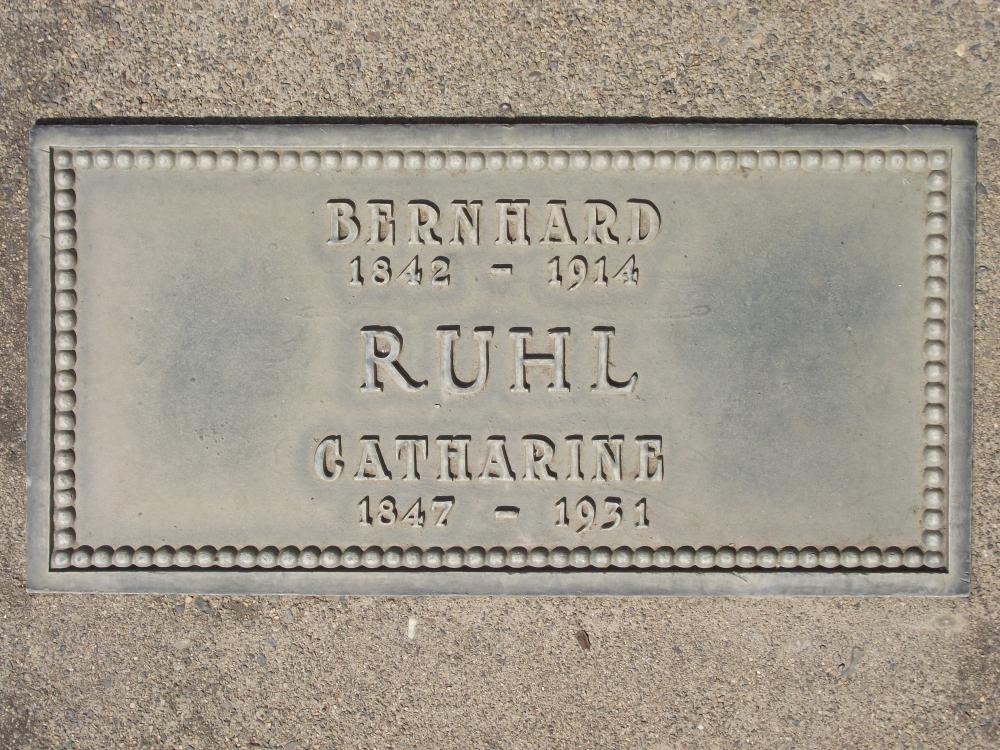 BERNHARD
1842 - 1914
RUHL
CATHARINE
1847 - 1931